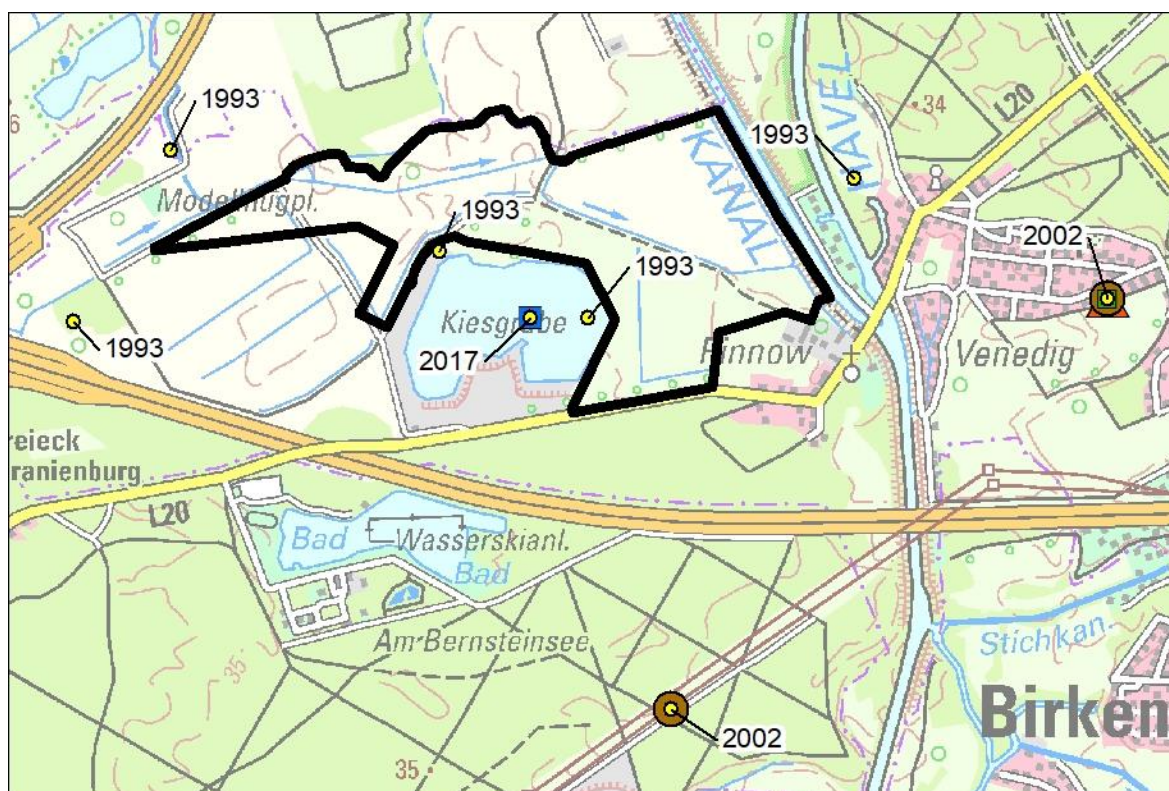 1993
Modellflugpl.
1993
1993
1993
2017
Kiesgrube
KANAL
HAVEL
1993
34
L20
2002
Pinnow
Venedig
reieck
ranienburg
L20
Bad
Wasserskianl.
Bad
Am Bernsteinsee
35
35
2002
Stichkan.
Birken